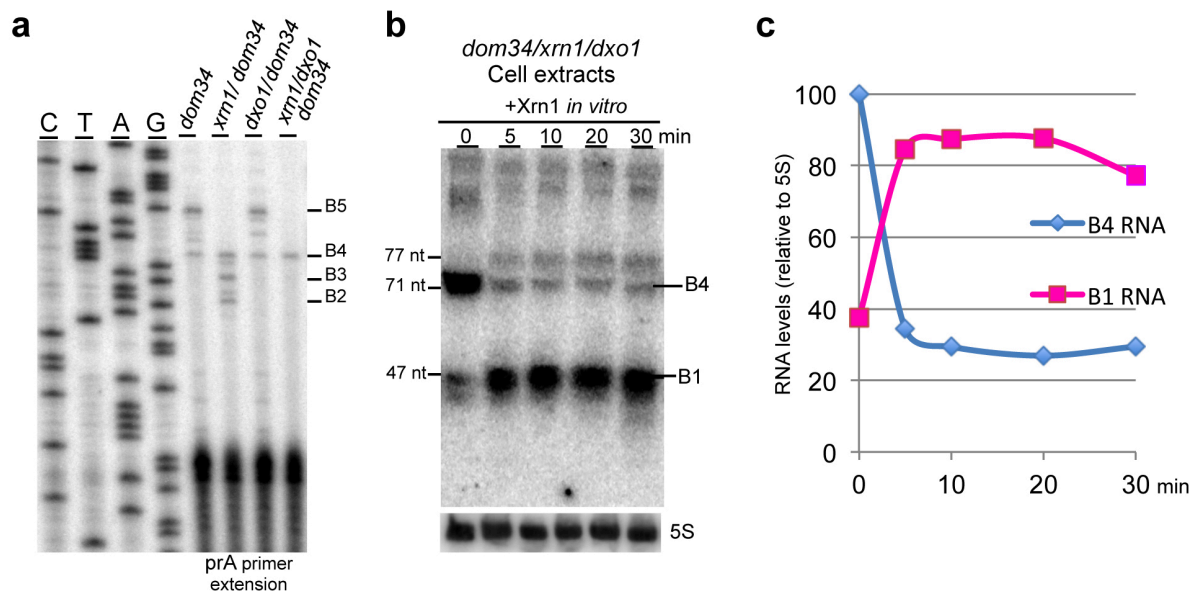 a
C T A G
dom34
xrn1/dom34
dxo1/dom34
xrn1/dxo1
dom34
B5
B4
B3
B2
prA primer
extension
b
dom34/xrn1/dxo1
Cell extracts
+Xrn1 in vitro
0 5 10 20 30 min
77 nt
71 nt
B4
47 nt
B1
5S
c
RNA levels (relative to 5S)
100
80
60
40
20
0
B4 RNA
B1 RNA
0 10 20 30 min